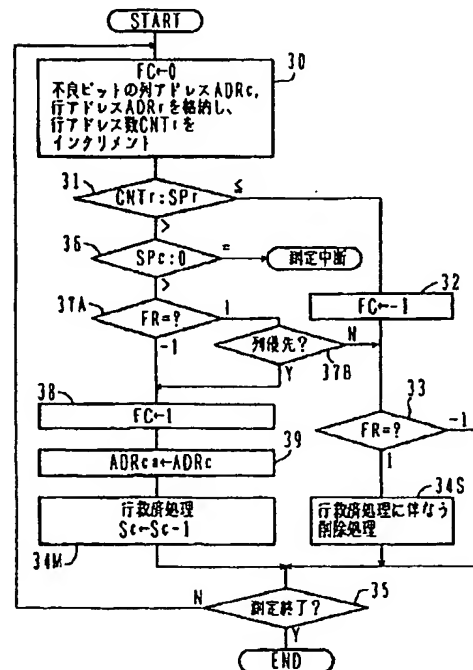 START
30
FC←0
不良ビットの列アドレスADRc,
行アドレスADRrを格納し、
行アドレス数CNTrを
インクリメント
31
CNTr:SPr
≤
>
36
SPc:0
=
測定中断
>
32
FC←-1
37A
FR=?
1
-1
列優先?
N
Y
37B
33
FR=?
-1
1
38
FC←1
39
ADRca←ADRc
34S
行救済処理に伴なう
削除処理
行救済処理
Sc←Sc-1
34M
N
測定終了?
35
Y
END